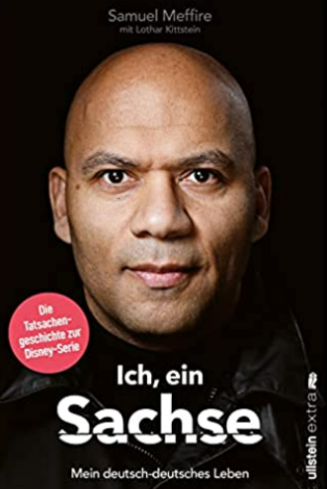 Samuel Meffire
mit Lothar Kittstein
Die
Tatsachen-
geschichte zur
Disney-Serie
Ich, ein
Sachse
Mein deutsch-deutsches Leben
ullstein extra